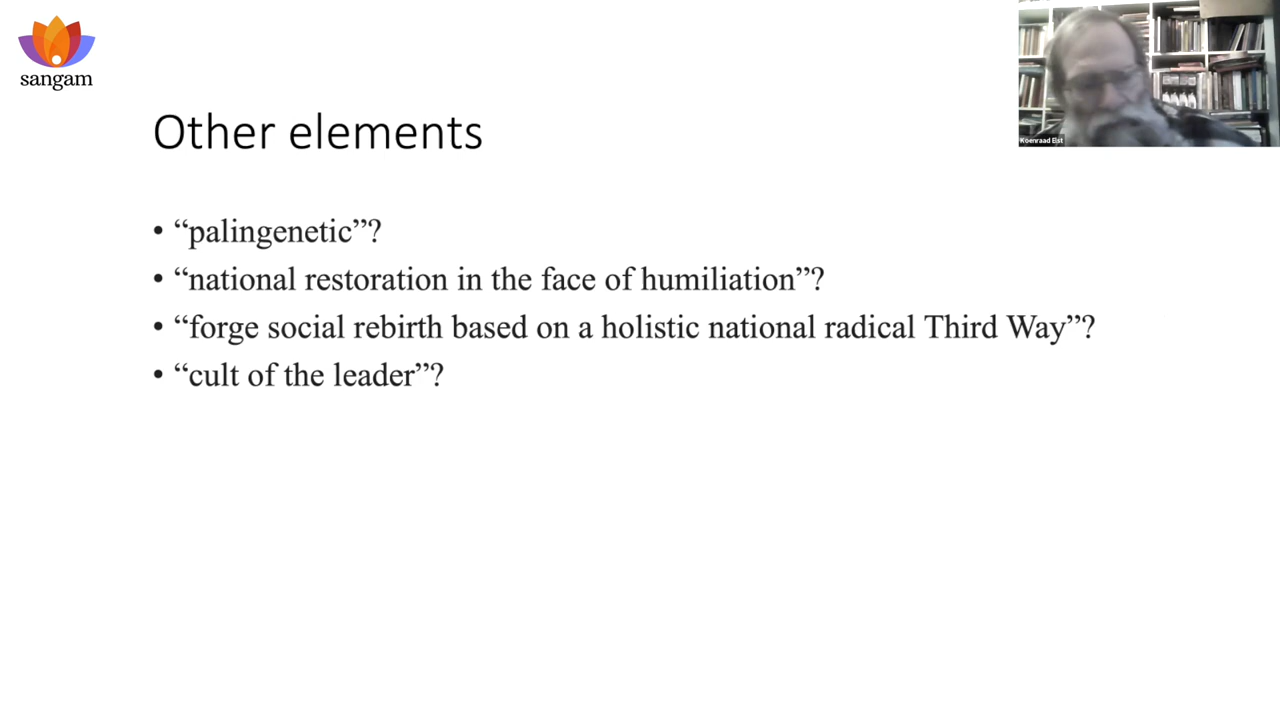 sangam
Koenraad Elst
Other elements
• “palingenetic”?
• “national restoration in the face of humiliation”?
• “forge social rebirth based on a holistic national radical Third Way”?
• “cult of the leader”?